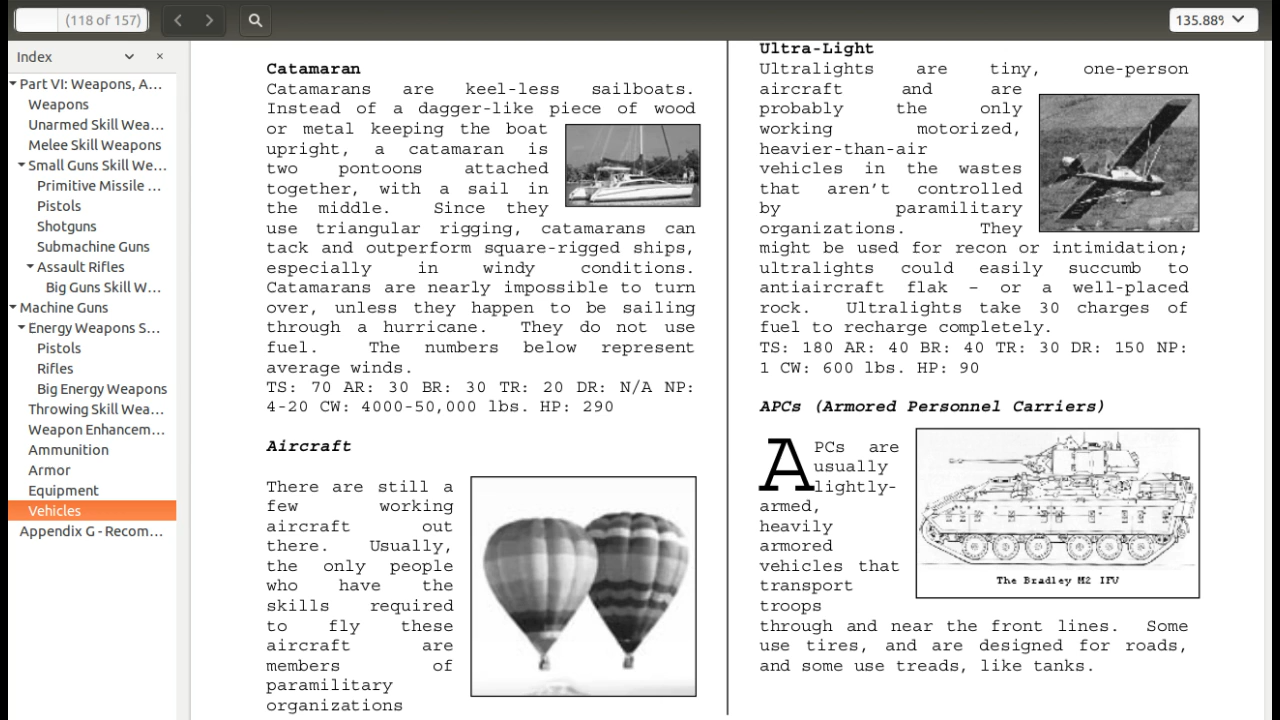 (118 of 157)
135.88%
Index
Part VI: Weapons, A...
Weapons
Unarmed Skill Wea...
Melee Skill Weapons
Small Guns Skill We...
Primitive Missile ...
Pistols
Shotguns
Submachine Guns
Assault Rifles
Big Guns Skill W...
Machine Guns
Energy Weapons S...
Pistols
Rifles
Big Energy Weapons
Throwing Skill Wea...
Weapon Enhancem...
Ammunition
Armor
Equipment
Vehicles
Appendix G - Recom...
Catamaran
Catamarans are keel-less sailboats.
Instead of a dagger-like piece of wood
or metal keeping the boat
upright, a catamaran is
two pontoons attached
together, with a sail in
the middle. Since they
use triangular rigging, catamarans can
tack and outperform square-rigged ships,
especially in windy conditions.
Catamarans are nearly impossible to turn
over, unless they happen to be sailing
through a hurricane. They do not use
fuel. The numbers below represent
average winds.
TS: 70 AR: 30 BR: 30 TR: 20 DR: N/A NP:
4-20 CW: 4000-50,000 lbs. HP: 290
Aircraft
There are still a
few working
aircraft out
there. Usually,
the only people
who have the
skills required
to fly these
aircraft are
members of
paramilitary
organizations
Ultra-Light
Ultralights are tiny, one-person
aircraft and are
probably the only
working motorized,
heavier-than-air
vehicles in the wastes
that aren't controlled
by paramilitary
organizations. They
might be used for recon or intimidation;
ultralights could easily succumb to
antiaircraft flak – or a well-placed
rock. Ultralights take 30 charges of
fuel to recharge completely.
TS: 180 AR: 40 BR: 40 TR: 30 DR: 150 NP:
1 CW: 600 lbs. HP: 90
APCs (Armored Personnel Carriers)
APCs are
usually
lightly-
armed,
heavily
armored
vehicles that
transport
troops
through and near the front lines. Some
use tires, and are designed for roads,
and some use treads, like tanks.
The Bradley M2 IFV